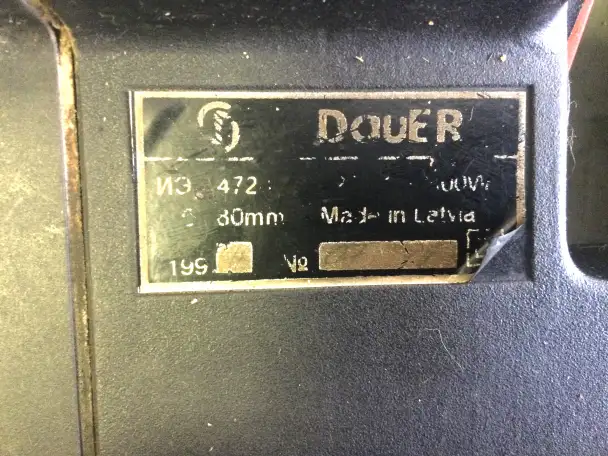 DauER
ИЭ 472
80mm Made in Latvia
199 №